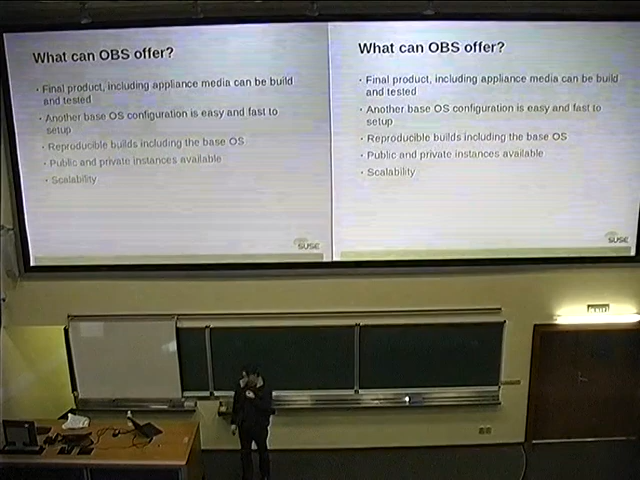 What can OBS offer?
· Final product, including appliance media can be build
and tested
· Another base OS configuration is easy and fast to
setup
· Reproducible builds including the base OS
· Public and private instances available
· Scalability
SUSE
What can OBS offer?
· Final product, including appliance media can be build
and tested
· Another base OS configuration is easy and fast to
setup
· Reproducible builds including the base OS
· Public and private instances available
· Scalability
SUSE